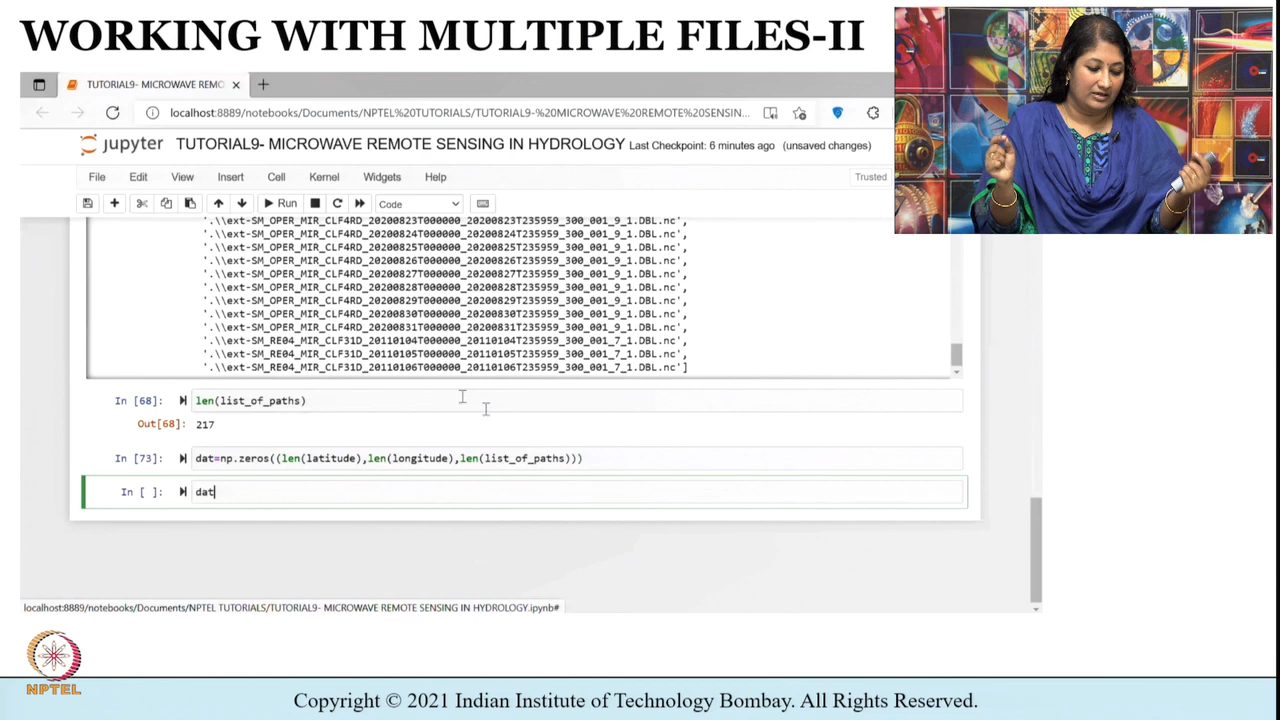 WORKING WITH MULTIPLE FILES-II
TUTORIAL9- MICROWAVE REMO
localhost:8889/notebooks/Documents/NPTEL%20TUTORIALS/TUTORIAL9-%20MICROWAVE%20REMOTE%20SENSIN...
jupyter TUTORIAL9- MICROWAVE REMOTE SENSING IN HYDROLOGY Last Checkpoint: 6 minutes ago (unsaved changes)
File Edit View Insert Cell Kernel Widgets Help Trusted
Run Code
'.\\ext-SM_OPER_MIR_CLF4RD_20200823T000000_20200823T235959_300_001_9_1.DBL.nc',
'.\\ext-SM_OPER_MIR_CLF4RD_20200824T000000_20200824T235959_300_001_9_1.DBL.nc',
'.\\ext-SM_OPER_MIR_CLF4RD_20200825T000000_20200825T235959_300_001_9_1.DBL.nc',
'.\\ext-SM_OPER_MIR_CLF4RD_20200826T000000_20200826T235959_300_001_9_1.DBL.nc',
'.\\ext-SM_OPER_MIR_CLF4RD_20200827T000000_20200827T235959_300_001_9_1.DBL.nc',
'.\\ext-SM_OPER_MIR_CLF4RD_20200828T000000_20200828T235959_300_001_9_1.DBL.nc',
'.\\ext-SM_OPER_MIR_CLF4RD_20200829T000000_20200829T235959_300_001_9_1.DBL.nc',
'.\\ext-SM_OPER_MIR_CLF4RD_20200830T000000_20200830T235959_300_001_9_1.DBL.nc',
'.\\ext-SM_OPER_MIR_CLF4RD_20200831T000000_20200831T235959_300_001_9_1.DBL.nc',
'.\\ext-SM_RE04_MIR_CLF31D_20110104T000000_20110104T235959_300_001_7_1.DBL.nc',
'.\\ext-SM_RE04_MIR_CLF31D_20110105T000000_20110105T235959_300_001_7_1.DBL.nc',
'.\\ext-SM_RE04_MIR_CLF31D_20110106T000000_20110106T235959_300_001_7_1.DBL.nc']
In [68]: len(list_of_paths)
Out[68]: 217
In [73]: dat=np.zeros((len(latitude),len(longitude),len(list_of_paths)))
In [ ]: dat
localhost:8889/notebooks/Documents/NPTEL TUTORIALS/TUTORIAL9- MICROWAVE REMOTE SENSING IN HYDROLOGY.ipynb#
NPTEL
Copyright © 2021 Indian Institute of Technology Bombay. All Rights Reserved.